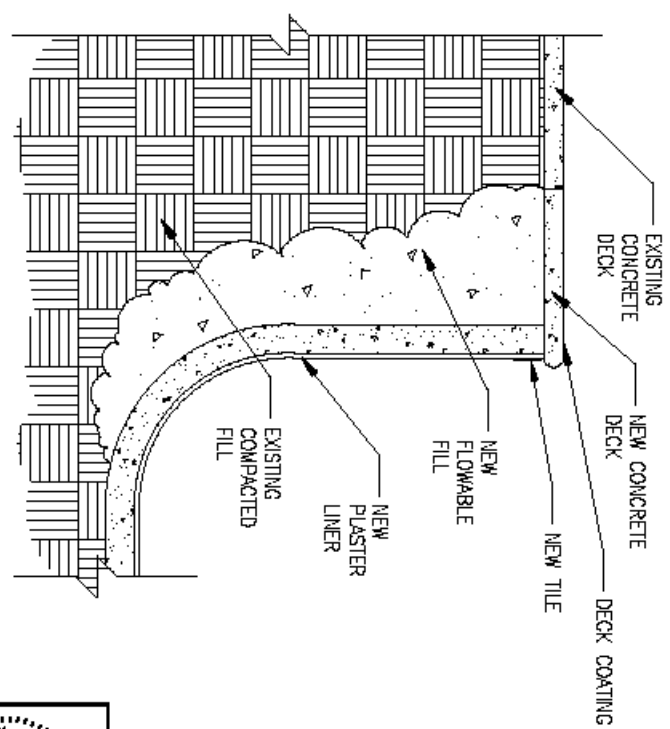 EXISTING
CONCRETE
DECK
NEW CONCRETE
DECK
DECK COATING
NEW TILE
NEW
FLOWABLE
FILL
NEW
PLASTER
LINER
EXISTING
COMPACTED
FILL